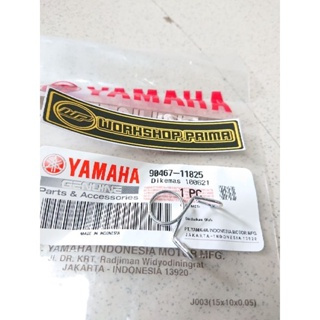 YAMAHA
WORKSHOP PRIMA
YAMAHA
GENUINE
Parts & Accessories
90467-11825
Dikemas 180621
1 PC
MADE IN INDONESIA
PT. YAMAHA INDONESIA MOTOR MFG.
JL. DR. KRT. Radjiman Widyodiningrat
JAKARTA - INDONESIA 13920
J003(15x10x0.05)